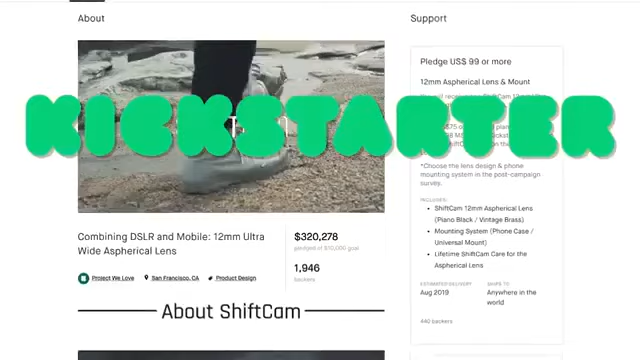 About
Support
KICKSTARTER
Combining DSLR and Mobile: 12mm Ultra
Wide Aspherical Lens
Project We Love
San Francisco, CA
Product Design
$320,278
pledged of $10,000 goal
1,946
backers
About ShiftCam
Pledge US$ 99 or more
12mm Aspherical Lens & Mount
*Choose the lens design & phone
mounting system in the post-campaign
survey.
INCLUDES:
• ShiftCam 12mm Aspherical Lens
(Piano Black / Vintage Brass)
• Mounting System (Phone Case /
Universal Mount)
• Lifetime ShiftCam Care for the
Aspherical Lens
ESTIMATED DELIVERY
Aug 2019
SHIPS TO
Anywhere in the
world
440 backers